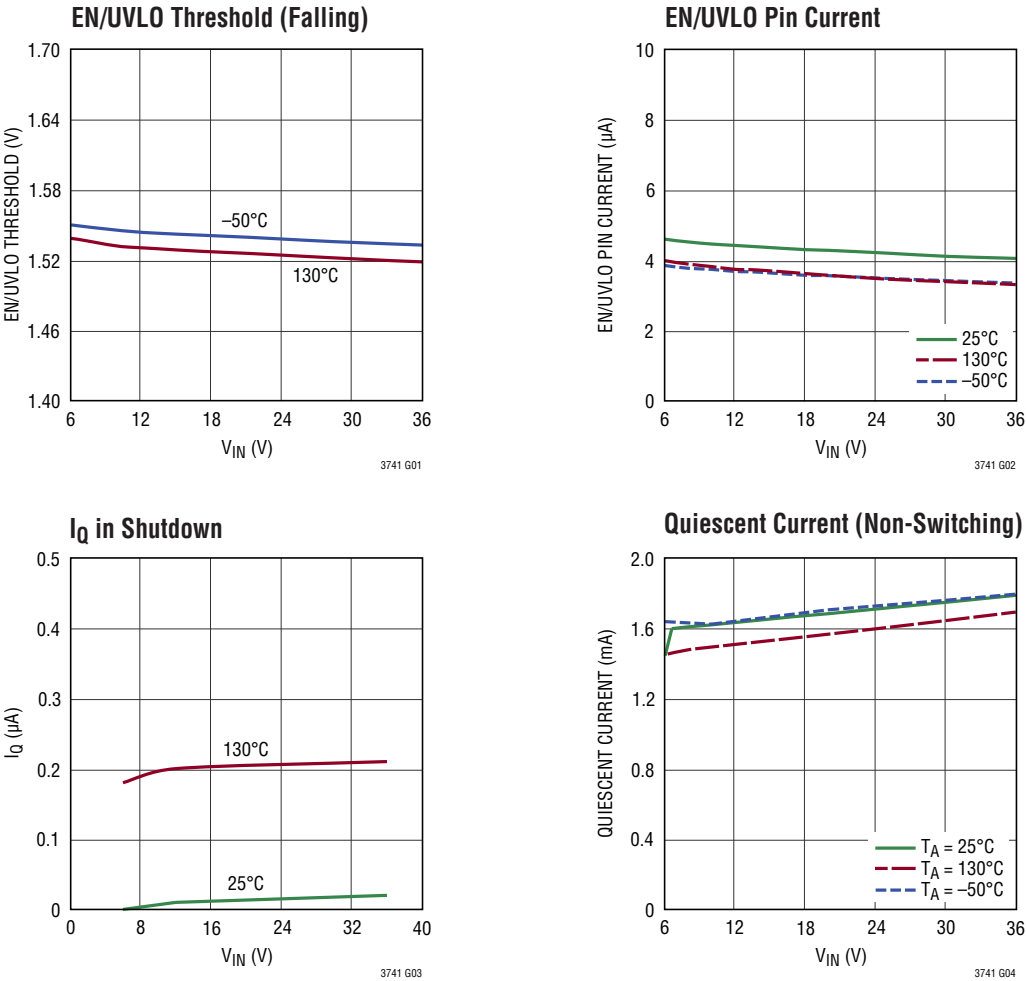 EN/UVLO Threshold (Falling)
1.70
1.64
1.58
1.52
1.46
1.40
EN/UVLO THRESHOLD (V)
–50°C
130°C
6 12 18 24 30 36
VIN (V)
3741 G01
EN/UVLO Pin Current
10
8
6
4
2
0
EN/UVLO PIN CURRENT (µA)
25°C
130°C
–50°C
6 12 18 24 30 36
VIN (V)
3741 G02
IQ in Shutdown
0.5
0.4
0.3
0.2
0.1
0
IQ (µA)
130°C
25°C
0 8 16 24 32 40
VIN (V)
3741 G03
Quiescent Current (Non-Switching)
2.0
1.6
1.2
0.8
0.4
0
QUIESCENT CURRENT (mA)
TA = 25°C
TA = 130°C
TA = –50°C
6 12 18 24 30 36
VIN (V)
3741 G04